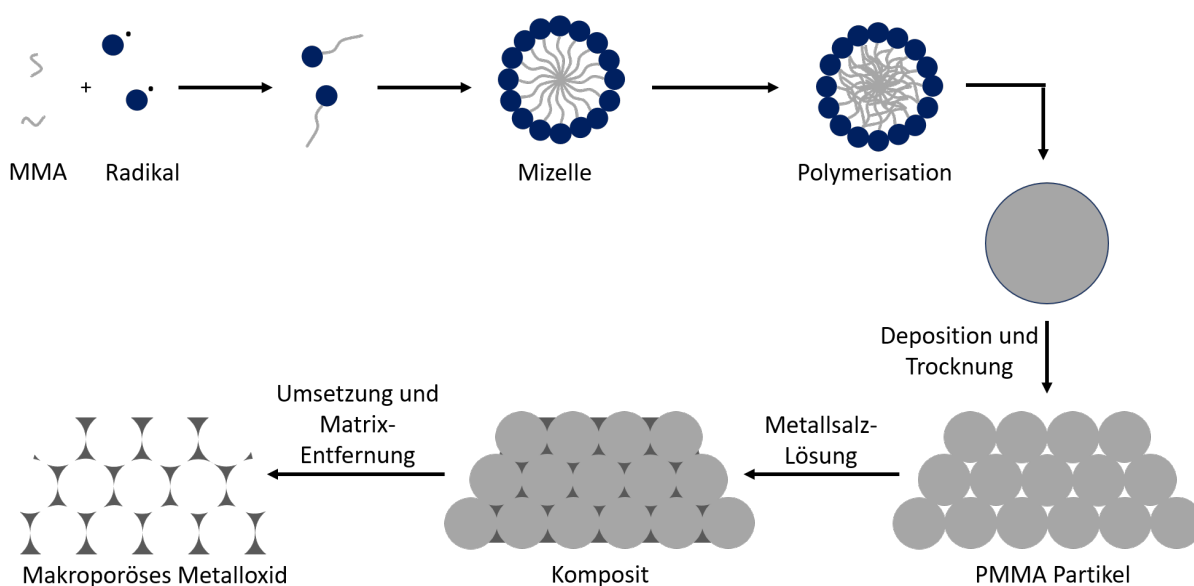 +
MMA
Radikal
Mizelle
Polymerisation
Deposition und
Trocknung
Umsetzung und
Matrix-
Entfernung
Metallsalz-
Lösung
Makroporöses Metalloxid
Komposit
PMMA Partikel